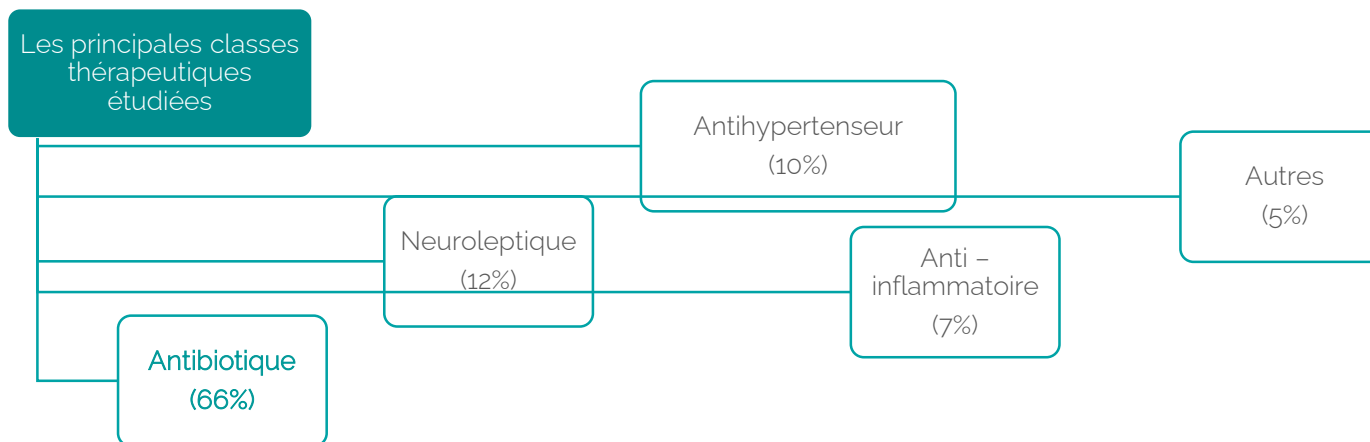 Les principales classes
thérapeutiques
étudiées
Antihypertenseur
(10%)
Autres
(5%)
Neuroleptique
(12%)
Anti –
inflammatoire
(7%)
Antibiotique
(66%)